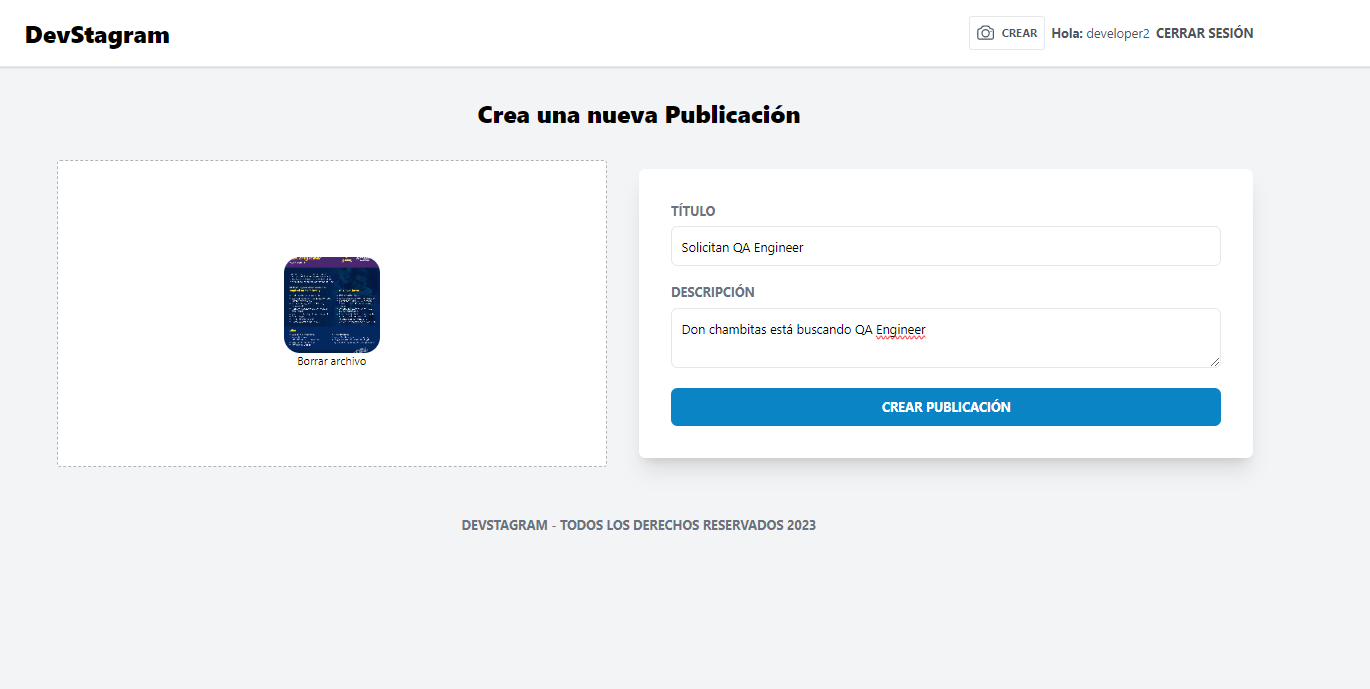 DevStagram
CREAR
Hola: developer2
CERRAR SESIÓN
Crea una nueva Publicación
Borrar archivo
TÍTULO
Solicitan QA Engineer
DESCRIPCIÓN
Don chambitas está buscando QA Engineer
CREAR PUBLICACIÓN
DEVSTAGRAM - TODOS LOS DERECHOS RESERVADOS 2023